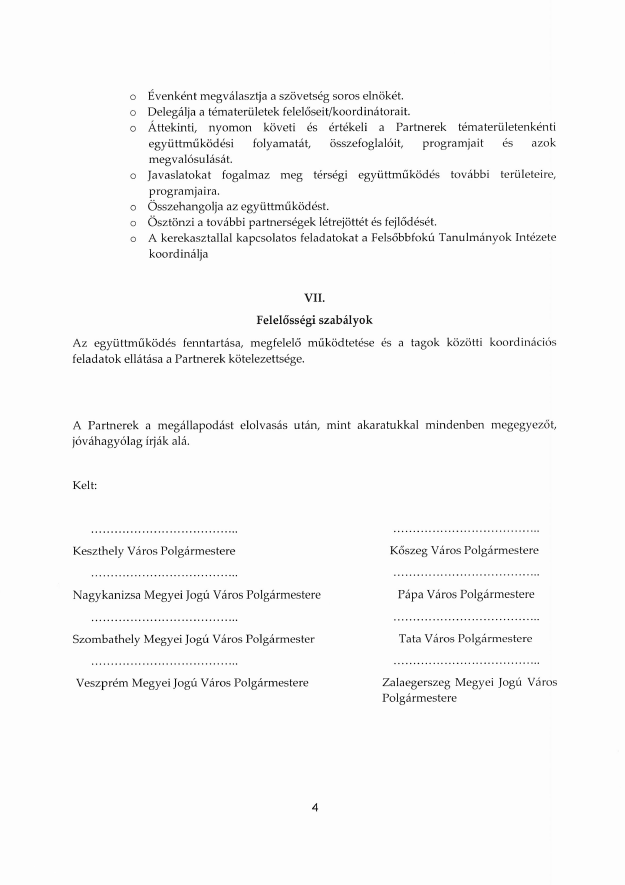 o Évenként megválasztja a szövetség soros elnökét.
o Delegálja a tématerületek felelőseit/koordinátorait.
o Áttekinti, nyomon követi és értékeli a Partnerek tématerületenkénti
együttműködési folyamatát, összefoglalóit, programjait és azok
megvalósulását.
o Javaslatokat fogalmaz meg térségi együttműködés további területeire,
programjaira.
o Összehangolja az együttműködést.
o Ösztönzi a további partnerségek létrejöttét és fejlődését.
o A kerekasztallal kapcsolatos feladatokat a Felsőbbfokú Tanulmányok Intézete
koordinálja
VII.
Felelősségi szabályok
Az együttműködés fenntartása, megfelelő működtetése és a tagok közötti koordinációs
feladatok ellátása a Partnerek kötelezettsége.
A Partnerek a megállapodást elolvasás után, mint akaratukkal mindenben megegyezőt,
jóváhagyólag írják alá.
Kelt:
..................................... .....................................
Keszthely Város Polgármestere Kőszeg Város Polgármestere
..................................... .....................................
Nagykanizsa Megyei Jogú Város Polgármestere Pápa Város Polgármestere
..................................... .....................................
Szombathely Megyei Jogú Város Polgármester Tata Város Polgármestere
..................................... .....................................
Veszprém Megyei Jogú Város Polgármestere Zalaegerszeg Megyei Jogú Város
Polgármestere
4